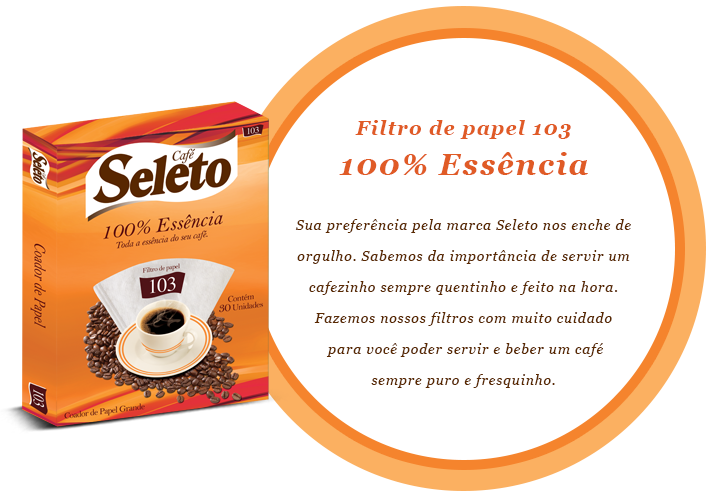 103
Café
Seleto
100% Essência
Toda a essência do seu café.
Filtro de papel
103
Contém
30 Unidades
Coador de Papel Grande
Seleto
Coador de Papel
103
Filtro de papel 103
100% Essência
Sua preferência pela marca Seleto nos enche de
orgulho. Sabemos da importância de servir um
cafezinho sempre quentinho e feito na hora.
Fazemos nossos filtros com muito cuidado
para você poder servir e beber um café
sempre puro e fresquinho.